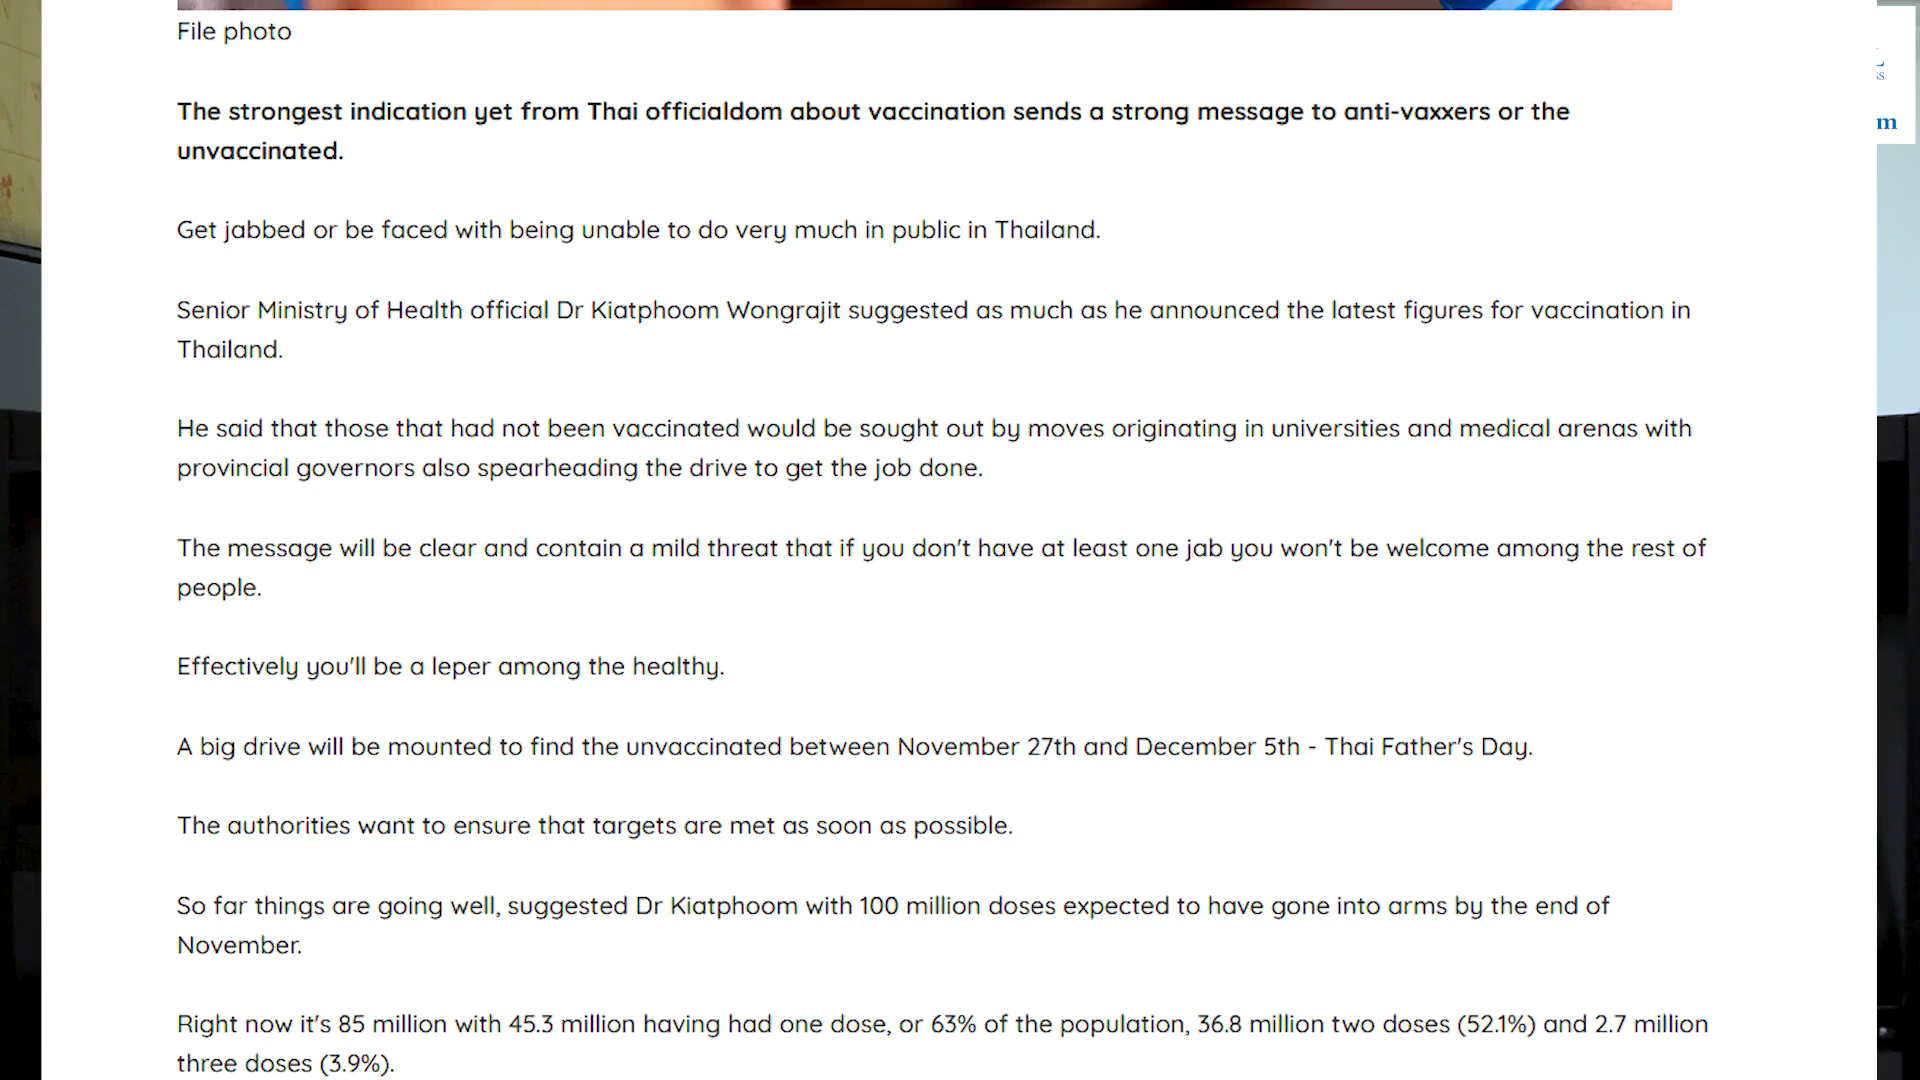 File photo
The strongest indication yet from Thai officialdom about vaccination sends a strong message to anti-vaxxers or the
unvaccinated.
Get jabbed or be faced with being unable to do very much in public in Thailand.
Senior Ministry of Health official Dr Kiatphoom Wongrajit suggested as much as he announced the latest figures for vaccination in
Thailand.
He said that those that had not been vaccinated would be sought out by moves originating in universities and medical arenas with
provincial governors also spearheading the drive to get the job done.
The message will be clear and contain a mild threat that if you don't have at least one jab you won't be welcome among the rest of
people.
Effectively you'll be a leper among the healthy.
A big drive will be mounted to find the unvaccinated between November 27th and December 5th - Thai Father's Day.
The authorities want to ensure that targets are met as soon as possible.
So far things are going well, suggested Dr Kiatphoom with 100 million doses expected to have gone into arms by the end of
November.
Right now it's 85 million with 45.3 million having had one dose, or 63% of the population, 36.8 million two doses (52.1%) and 2.7 million
three doses (3.9%).